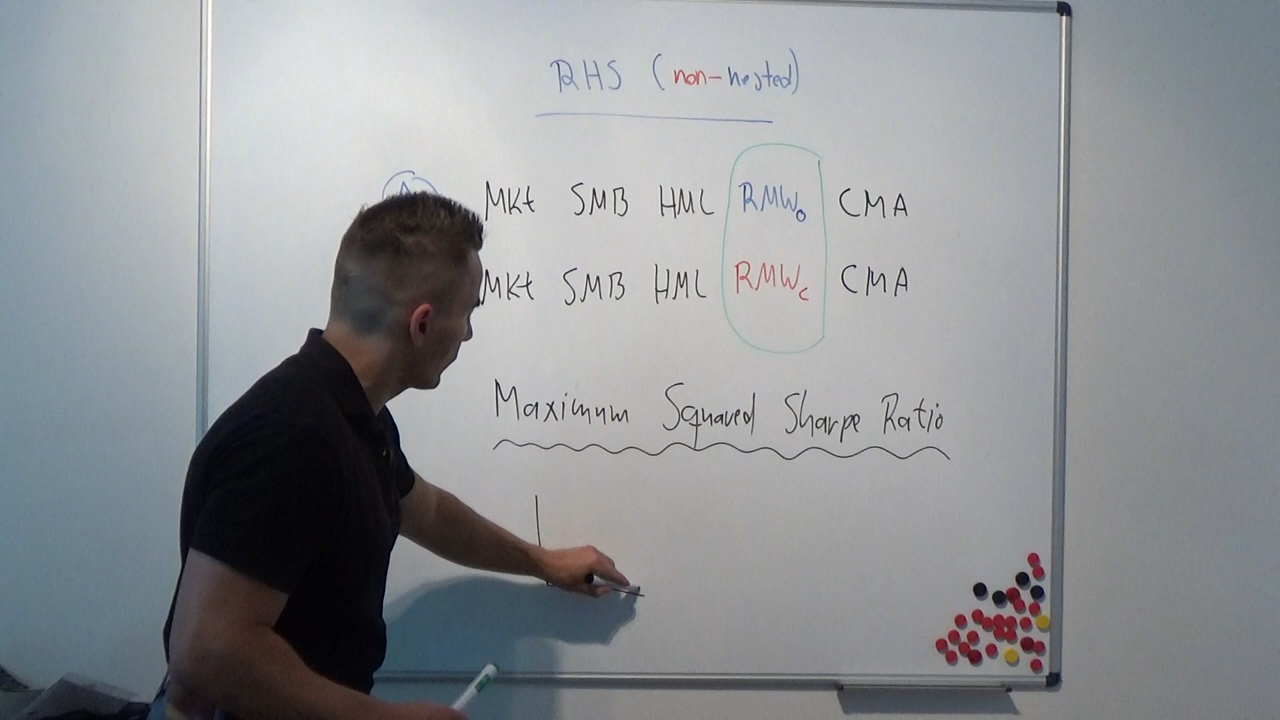 RHS (non-nested)
A Mkt SMB HML RMWo CMA
Mkt SMB HML RMWc CMA
Maximum Squared Sharpe Ratio